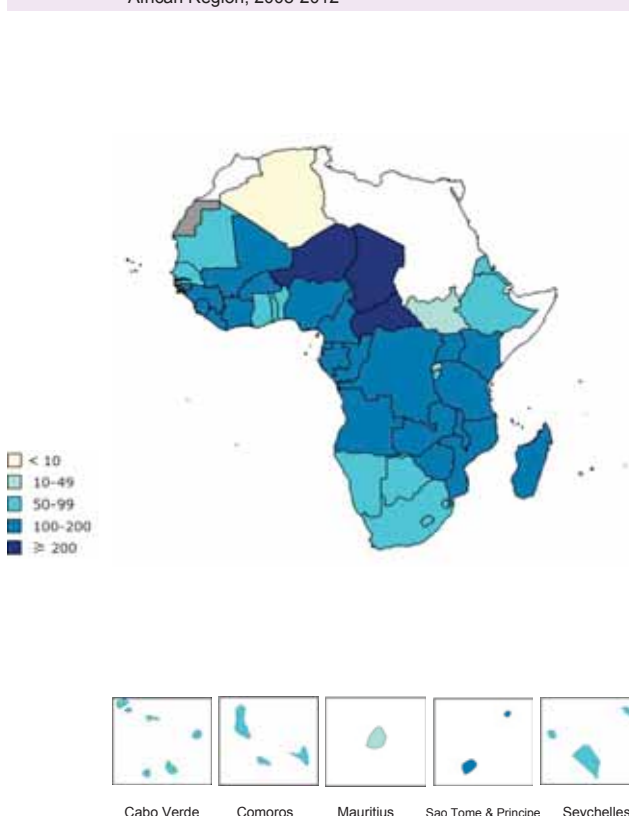 African Region, 2008-2012
< 10
10-49
50-99
100-200
≥ 200
Cabo Verde
Comoros
Mauritius
Sao Tome & Principe
Seychelles